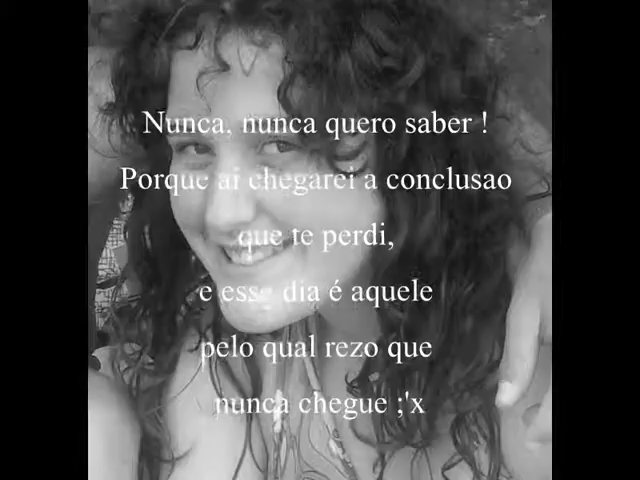 Nunca, nunca quero saber !
Porque ai chegarei a conclusao
que te perdi,
e esse dia é aquele
pelo qual rezo que
nunca chegue ;'x